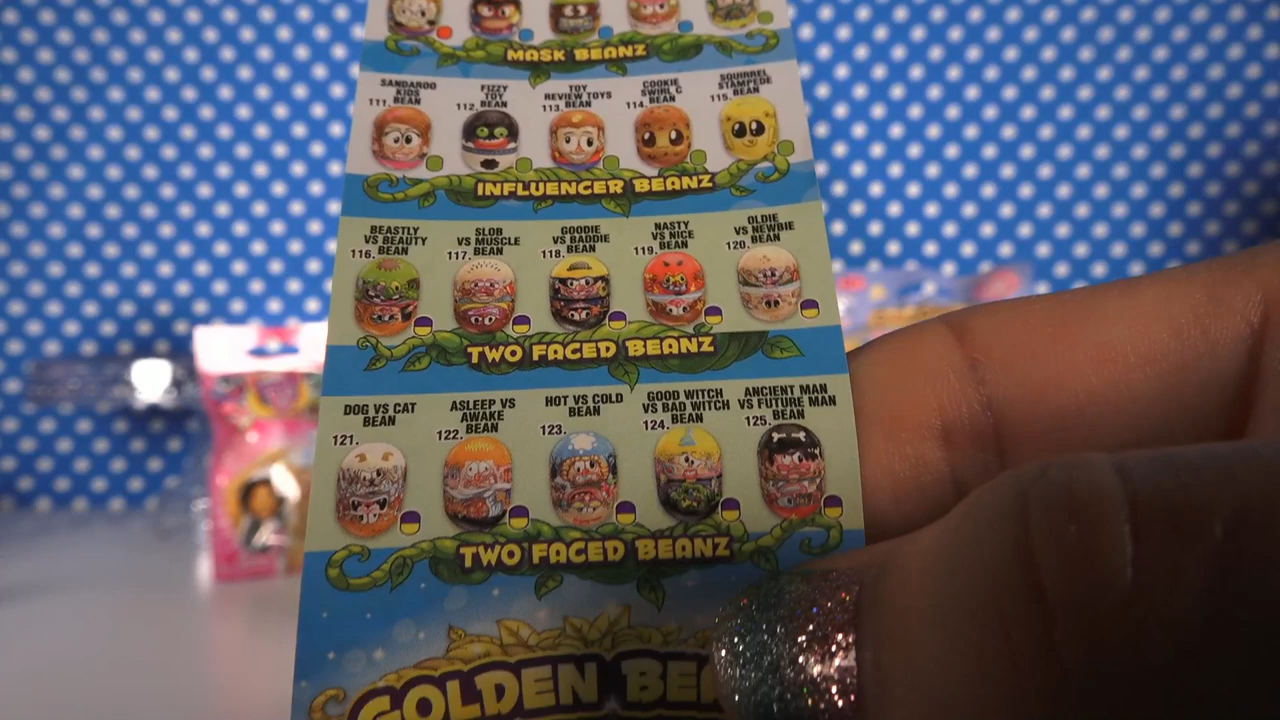 MASK BEANZ
SANDAROO KIDS BEAN
111.
FIZZY TOY BEAN
112.
TOY REVIEW TOYS BEAN
113.
COOKIE SWIRL C BEAN
114.
SQUIRREL STAMPEDE BEAN
115.
INFLUENCER BEANZ
BEASTLY VS BEAUTY BEAN
116.
SLOB VS MUSCLE BEAN
117.
GOODIE VS BADDIE BEAN
118.
NASTY VS NICE BEAN
119.
OLDIE VS NEWBIE BEAN
120.
TWO FACED BEANZ
DOG VS CAT BEAN
121.
ASLEEP VS AWAKE BEAN
122.
HOT VS COLD BEAN
123.
GOOD WITCH VS BAD WITCH BEAN
124.
ANCIENT MAN VS FUTURE MAN BEAN
125.
TWO FACED BEANZ
GOLDEN BEA